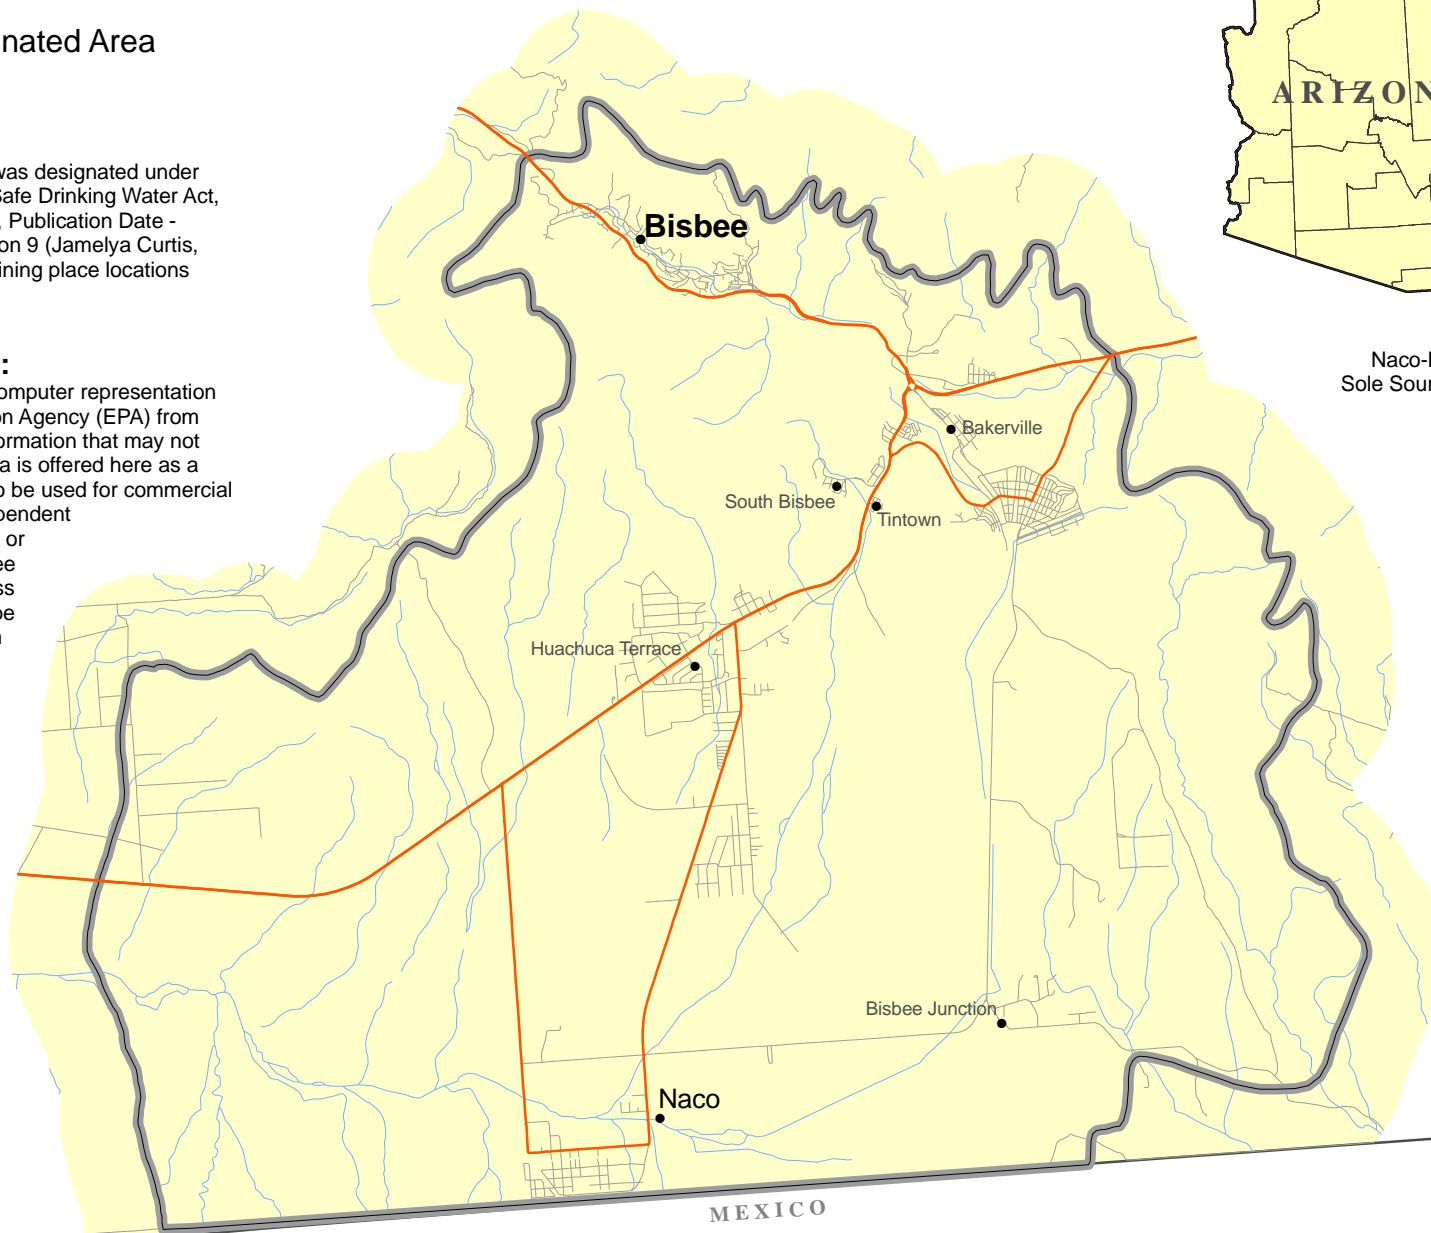 nated Area
was designated under
Safe Drinking Water Act,
, Publication Date -
on 9 (Jamelya Curtis,
ining place locations
:
omputer representation
on Agency (EPA) from
ormation that may not
a is offered here as a
o be used for commercial
pendent
or
ee
ss
be
n
ARIZON
Naco-
Sole Sour
Bisbee
Bakerville
South Bisbee
Tintown
Huachuca Terrace
Bisbee Junction
Naco
MEXICO